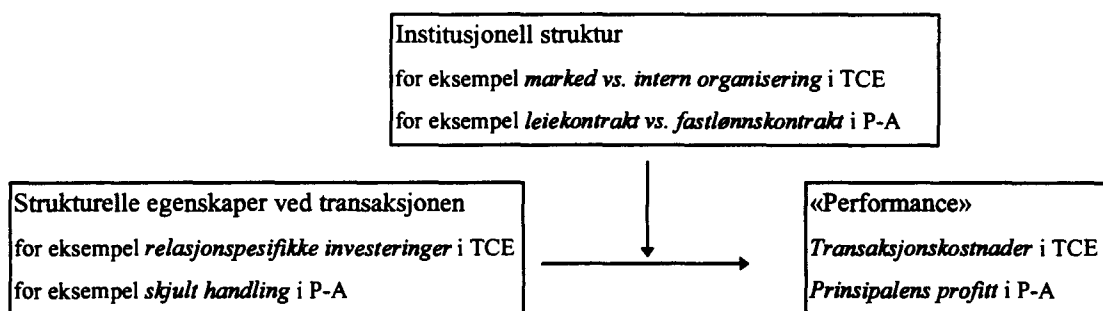 Institusjonell struktur
for eksempel marked vs. intern organisering i TCE
for eksempel leiekontrakt vs. fastlønnskontrakt i P-A
Strukturelle egenskaper ved transaksjonen
for eksempel relasjonspesifikke investeringer i TCE
for eksempel skjult handling i P-A
«Performance»
Transaksjonskostnader i TCE
Prinsipalens profitt i P-A